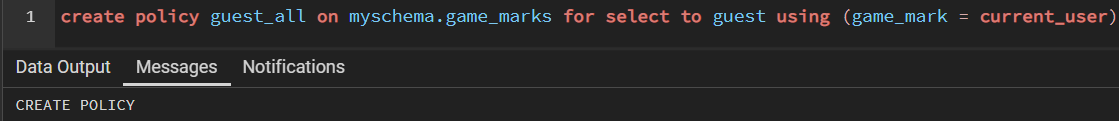 1 create policy guest_all on myschema.game_marks for select to guest using (game_mark = current_user)
Data Output Messages Notifications
CREATE POLICY